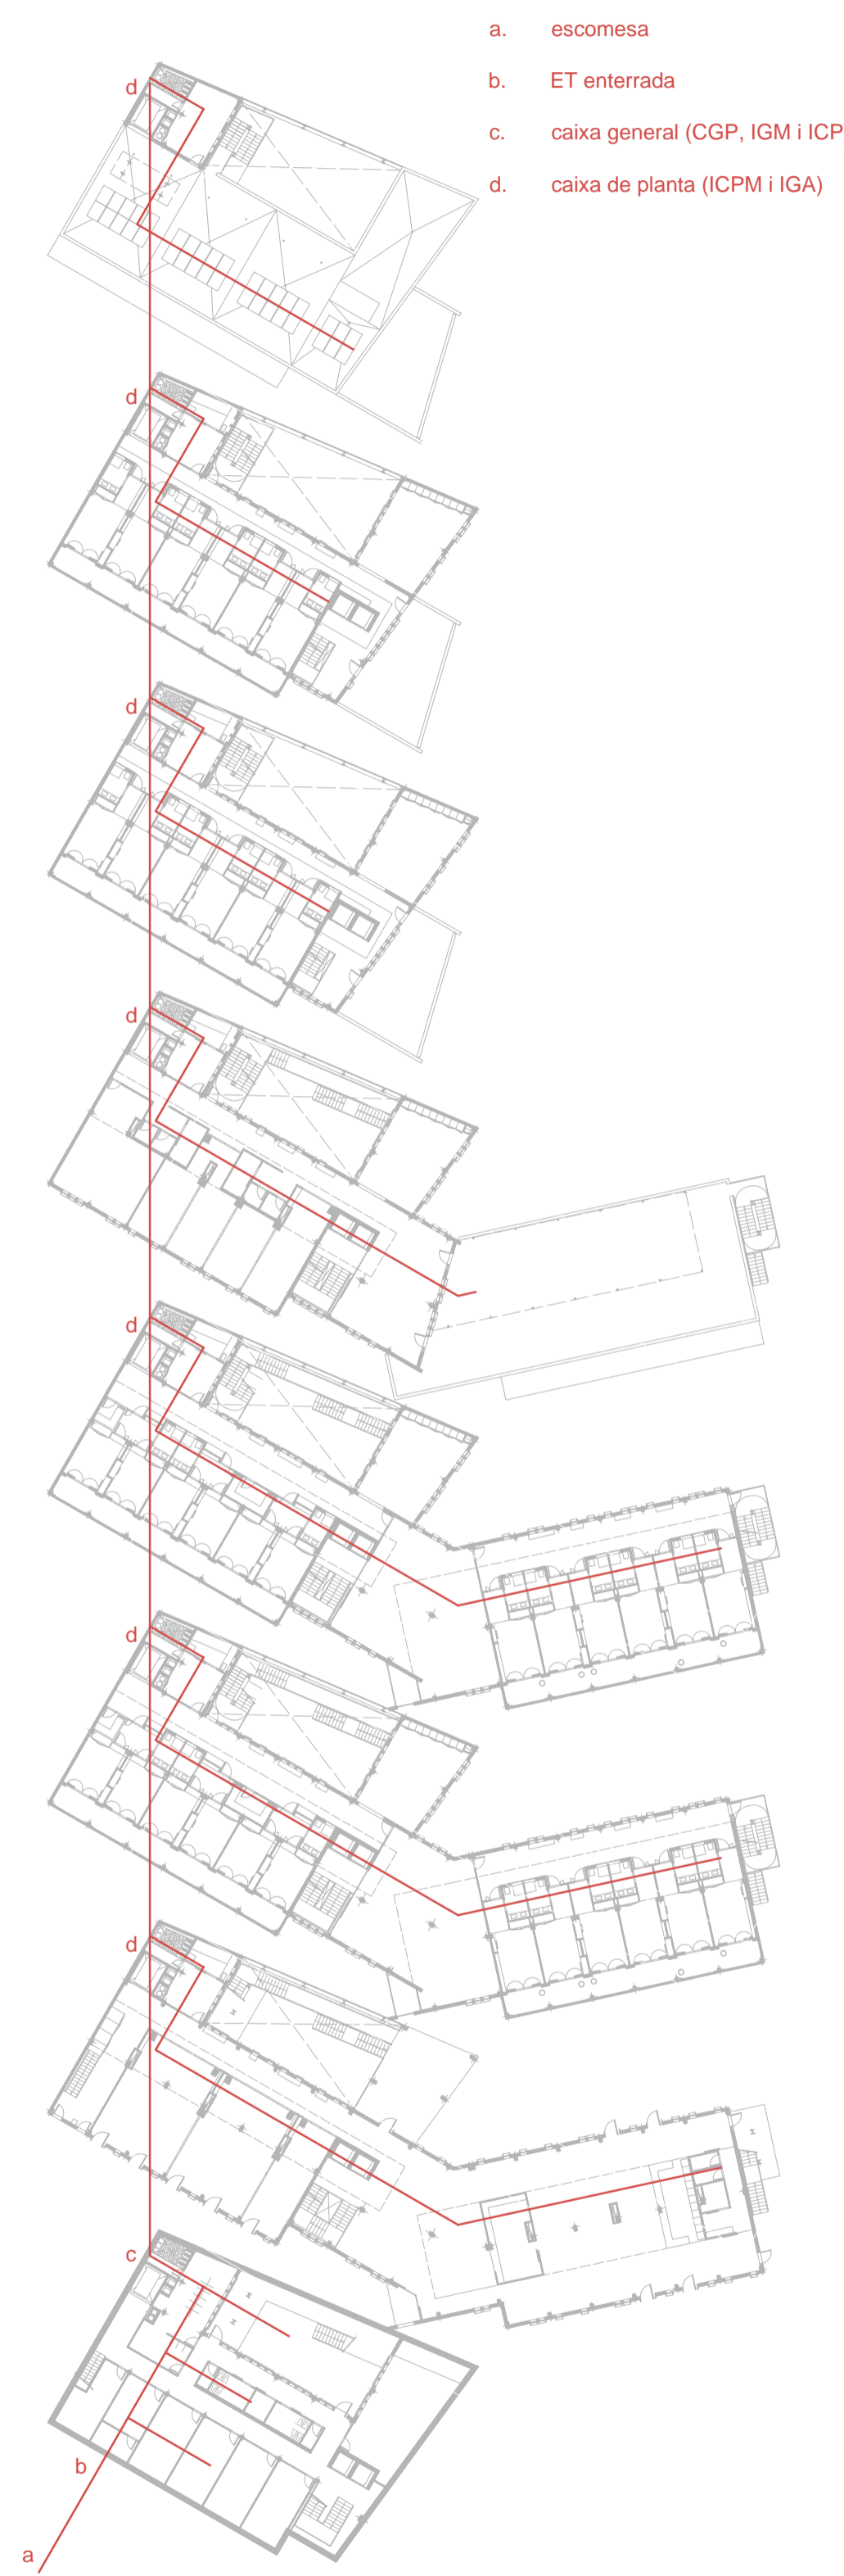 a. escomesa
b. ET enterrada
c. caixa general (CGP, IGM i ICP
d. caixa de planta (ICPM i IGA)
d
d
d
d
d
d
d
c
b
a